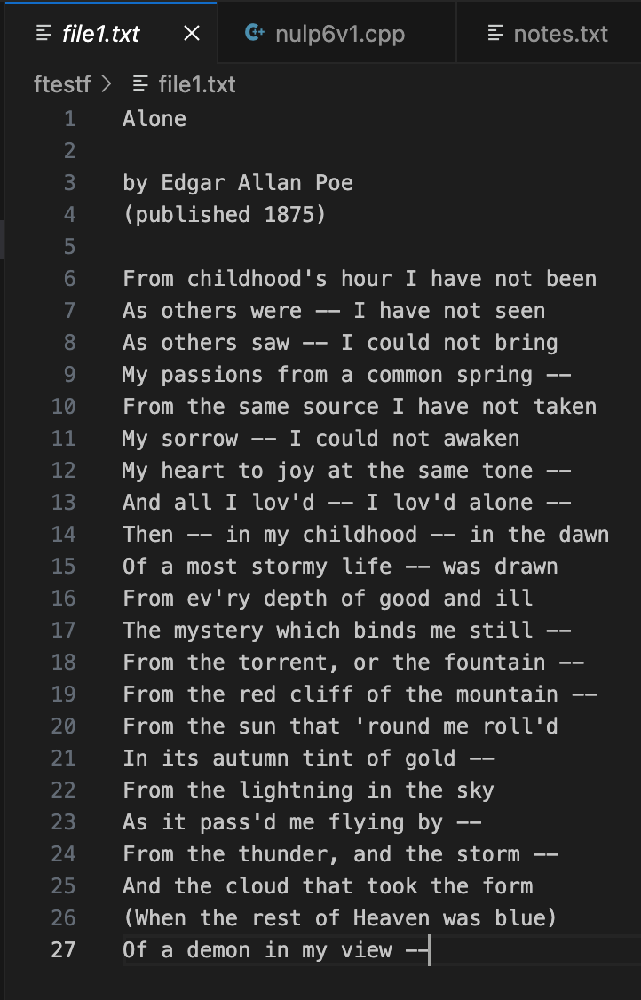 file1.txt × nulp6v1.cpp notes.txt
ftestf > file1.txt
1 Alone
2
3 by Edgar Allan Poe
4 (published 1875)
5
6 From childhood's hour I have not been
7 As others were -- I have not seen
8 As others saw -- I could not bring
9 My passions from a common spring --
10 From the same source I have not taken
11 My sorrow -- I could not awaken
12 My heart to joy at the same tone --
13 And all I lov'd -- I lov'd alone --
14 Then -- in my childhood -- in the dawn
15 Of a most stormy life -- was drawn
16 From ev'ry depth of good and ill
17 The mystery which binds me still --
18 From the torrent, or the fountain --
19 From the red cliff of the mountain --
20 From the sun that 'round me roll'd
21 In its autumn tint of gold --
22 From the lightning in the sky
23 As it pass'd me flying by --
24 From the thunder, and the storm --
25 And the cloud that took the form
26 (When the rest of Heaven was blue)
27 Of a demon in my view --